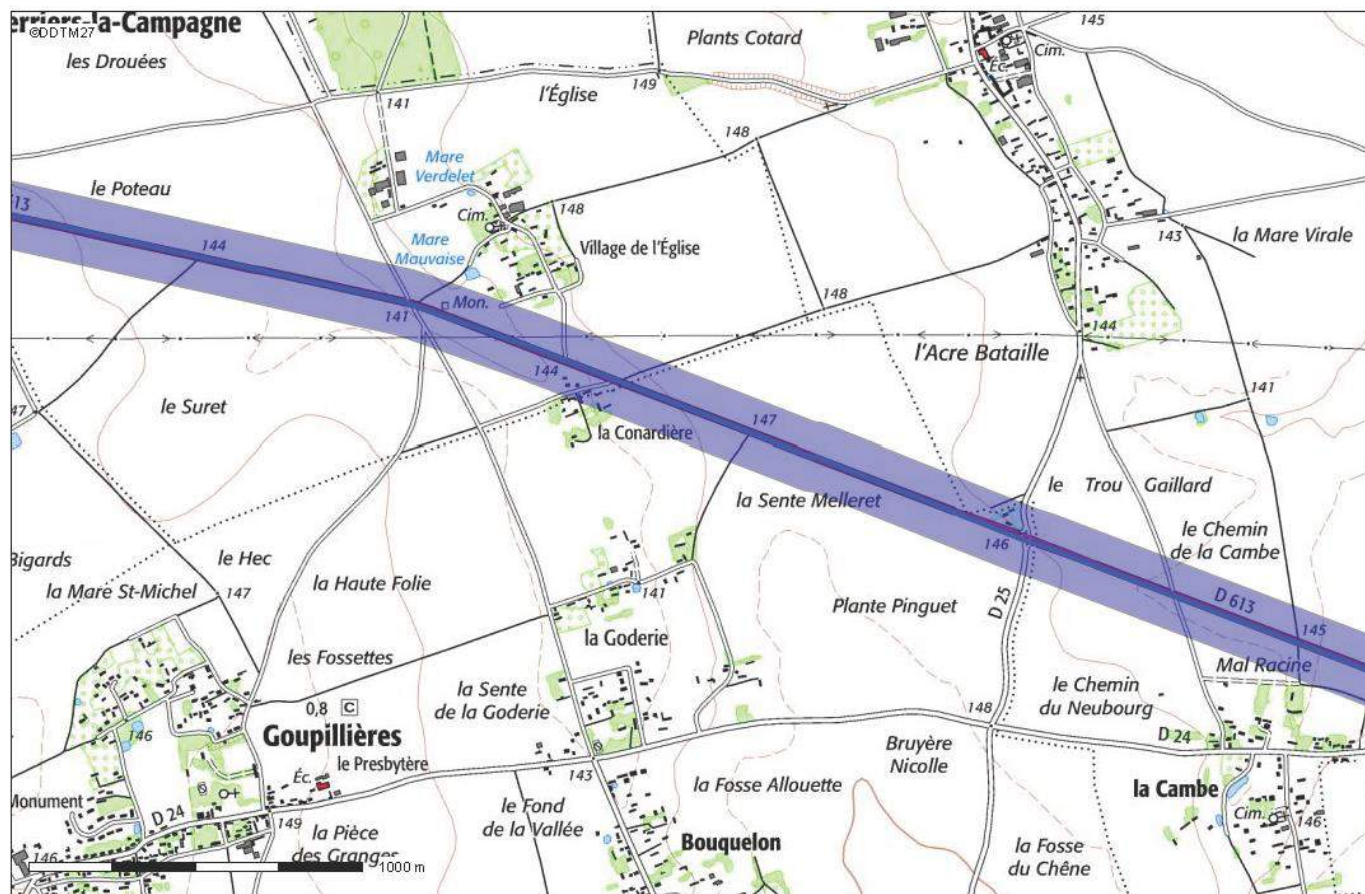 erriers-la-Campagne
©DDTM27
les Drouées
Plants Cotard
145
Cim.
Éc.
141
l'Église
149
148
Mare
Verdelet
le Poteau
148
Cim.
Mare
Mauvaise
Village de l'Église
143
la Mare Virale
13
144
Mon.
141
148
144
l'Acre Bataille
144
141
47
le Suret
la Conardière
147
la Sente Melleret
le Trou Gaillard
le Chemin
de la Cambe
146
Bigards
le Hec
la Mare St-Michel
147
la Haute Folie
141
Plante Pinguet
D 25
D 613
145
la Goderie
les Fossettes
Mal Racine
la Sente
de la Goderie
le Chemin
du Neubourg
0,8 C
148
D 24
146
Goupillières
le Presbytère
Éc.
143
Bruyère
Nicolle
la Fosse Allouette
la Cambe
Monument
D 24
149
le Fond
de la Vallée
Cim.
146
la Pièce
des Granges
Bouquelon
la Fosse
du Chêne
146
1000 m